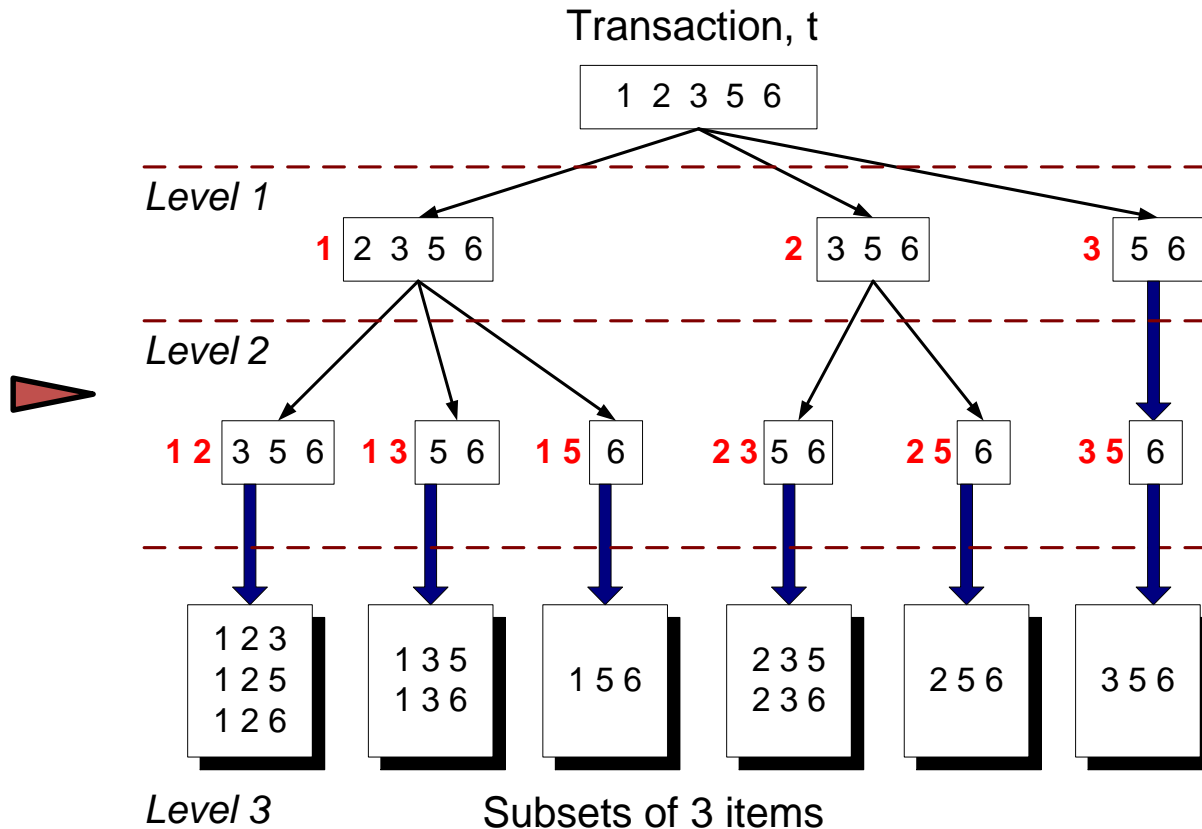 Transaction, t
1 2 3 5 6
Level 1
1 2 3 5 6
2 3 5 6
3 5 6
Level 2
1 2 3 5 6
1 3 5 6
1 5 6
2 3 5 6
2 5 6
3 5 6
1 2 3
1 2 5
1 2 6
1 3 5
1 3 6
1 5 6
2 3 5
2 3 6
2 5 6
3 5 6
Level 3
Subsets of 3 items